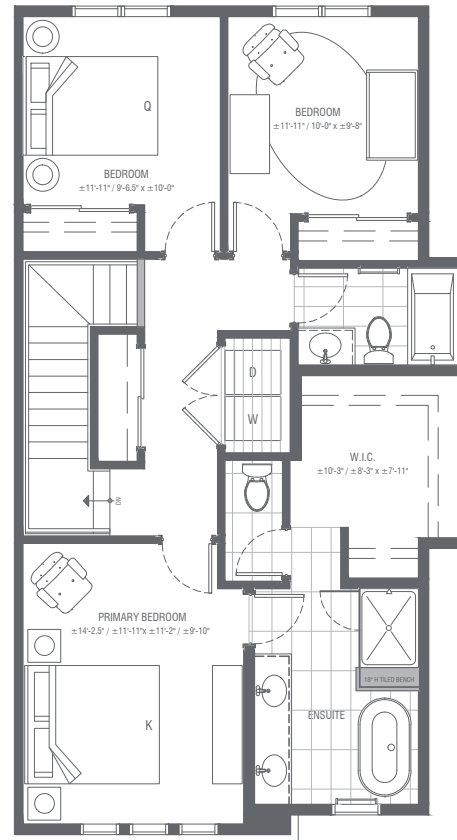 Q
BEDROOM
±11'-11" / 9'-6.5" x ±10'-0"
BEDROOM
±11'-11" / 10'-0" x ±9'-8"
D
W
W.I.C.
±10'-3" / ±8'-3" x ±7'-11"
DN
PRIMARY BEDROOM
±14'-2.5" / ±11'-11"x ±11'-2" / ±9'-10"
K
18" H TILED BENCH
ENSUITE